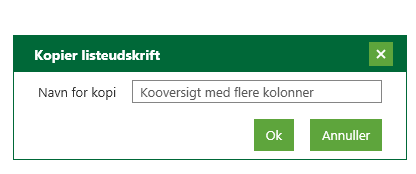 Kopier listeudskrift
Navn for kopi
Kooversigt med flere kolonner
Ok
Annuller